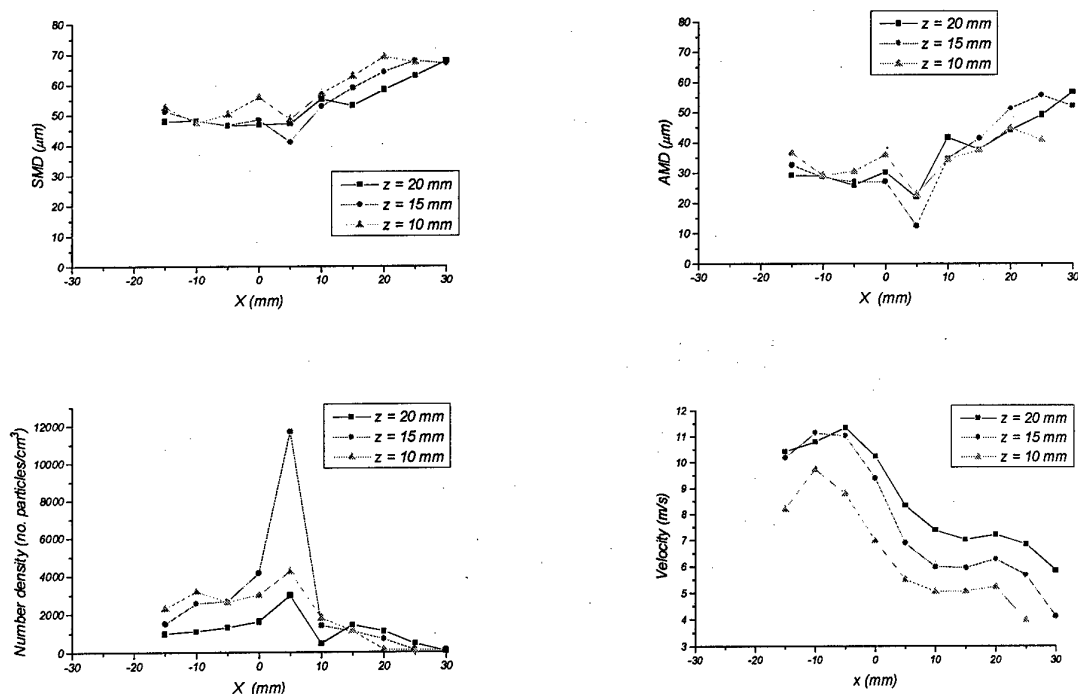 80
70
60
50
40
30
20
10
0
SMD (μm)
z = 20 mm
z = 15 mm
z = 10 mm
-30 -20 -10 0 10 20 30
X (mm)
80
70
60
50
40
30
20
10
0
AMD (μm)
z = 20 mm
z = 15 mm
z = 10 mm
-30 -20 -10 0 10 20 30
X (mm)
12000
10000
8000
6000
4000
2000
0
Number density (no. particles/cm³)
z = 20 mm
z = 15 mm
z = 10 mm
-30 -20 -10 0 10 20 30
X (mm)
12
11
10
9
8
7
6
5
4
3
Velocity (m/s)
z = 20 mm
z = 15 mm
z = 10 mm
-30 -20 -10 0 10 20 30
x (mm)